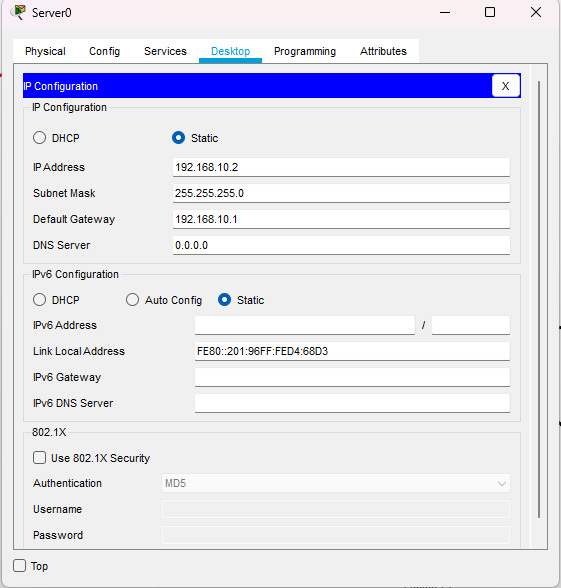 Server0
Physical Config Services Desktop Programming Attributes
IP Configuration X
IP Configuration
DHCP Static
IP Address 192.168.10.2
Subnet Mask 255.255.255.0
Default Gateway 192.168.10.1
DNS Server 0.0.0.0
IPv6 Configuration
DHCP Auto Config Static
IPv6 Address /
Link Local Address FE80::201:96FF:FED4:68D3
IPv6 Gateway
IPv6 DNS Server
802.1X
Use 802.1X Security
Authentication MD5
Username
Password
Top